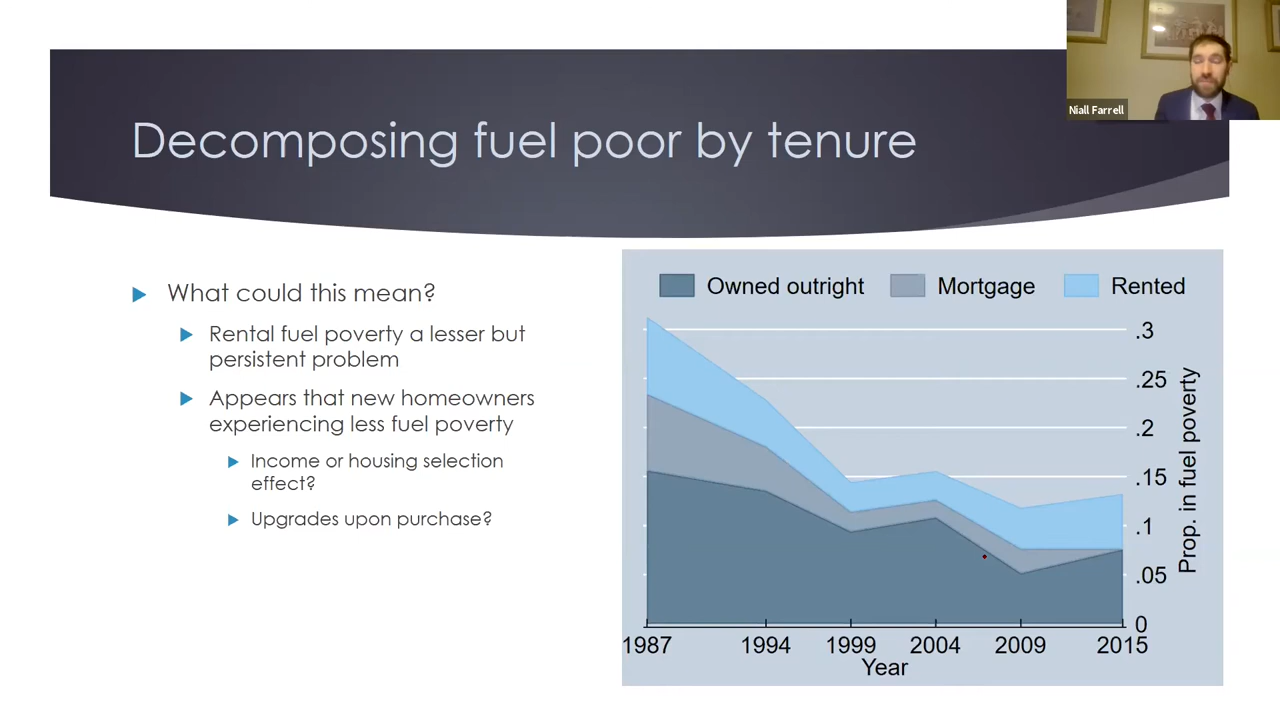 Niall Farrell
Decomposing fuel poor by tenure
What could this mean?
Rental fuel poverty a lesser but
persistent problem
Appears that new homeowners
experiencing less fuel poverty
Income or housing selection
effect?
Upgrades upon purchase?
Owned outright Mortgage Rented
.3
.25
.2
.15
.1
.05
0
Prop. in fuel poverty
1987 1994 1999 2004 2009 2015
Year